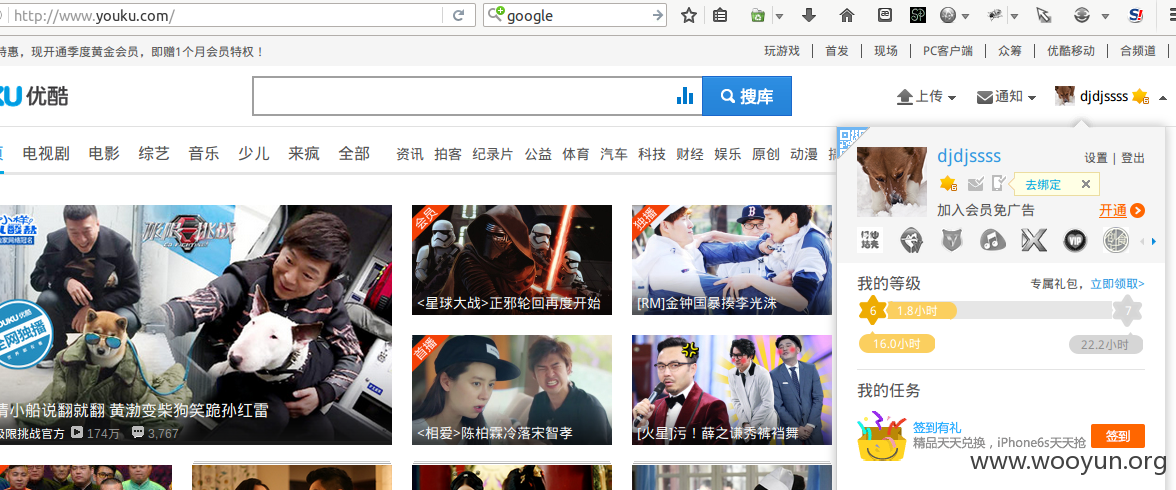 http://www.youku.com/
google
特惠，现开通季度黄金会员，即赠1个月会员特权！
玩游戏 | 首发 | 现场 | PC客户端 | 众筹 | 优酷移动 | 合频道
优酷
搜库
上传 通知 djdjssss
电视剧 电影 综艺 音乐 少儿 来疯 全部 资讯 拍客 纪录片 公益 体育 汽车 科技 财经 娱乐 原创 动漫
djdjssss
设置 | 登出
去绑定
加入会员免广告 开通
VIP
我的等级 专属礼包，立即领取>
6 1.8小时 7
16.0小时 22.2小时
我的任务
签到有礼
精品天天兑换，iPhone6s天天抢
签到
YOUKU优酷
全网独播
小船说翻就翻 黄渤变柴狗笑跪孙红雷
极限挑战官方 174万 3,767
会员
<星球大战>正邪轮回再度开始
独播
[RM]金钟国暴揍李光洙
首播
<相爱>陈柏霖冷落宋智孝
[火星]污！薛之谦秀裤裆舞
www.wooyun.org